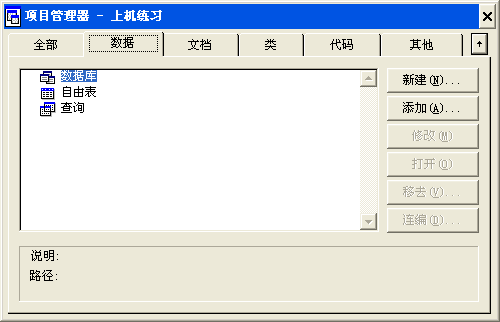 项目管理器 - 上机练习
全部 数据 文档 类 代码 其他
数据库
自由表
查询
新建(N)...
添加(A)...
修改(M)
打开(O)
移去(V)...
连编(D)...
说明:
路径: